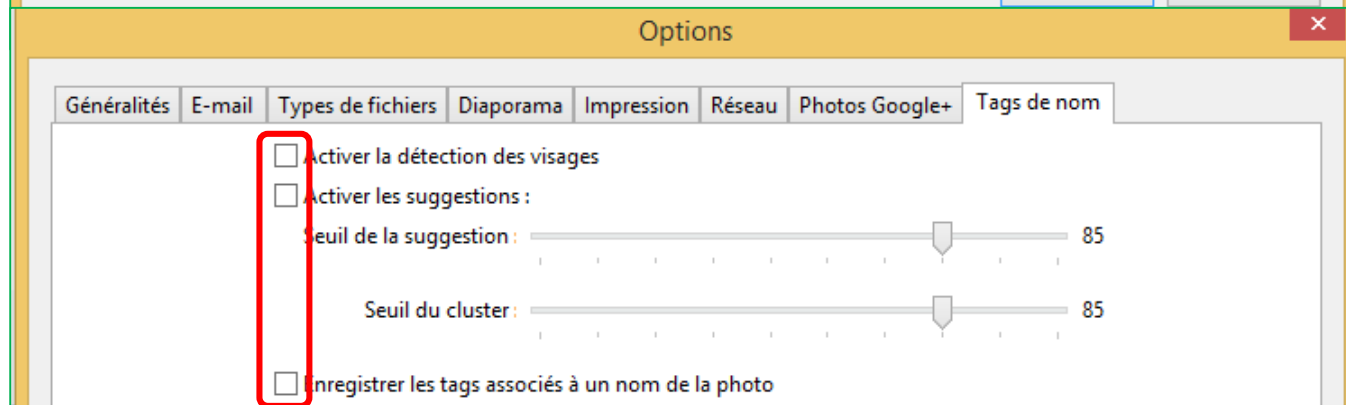 Options
Généralités E-mail Types de fichiers Diaporama Impression Réseau Photos Google+ Tags de nom
Activer la détection des visages
Activer les suggestions :
Seuil de la suggestion : 85
Seuil du cluster : 85
Enregistrer les tags associés à un nom de la photo